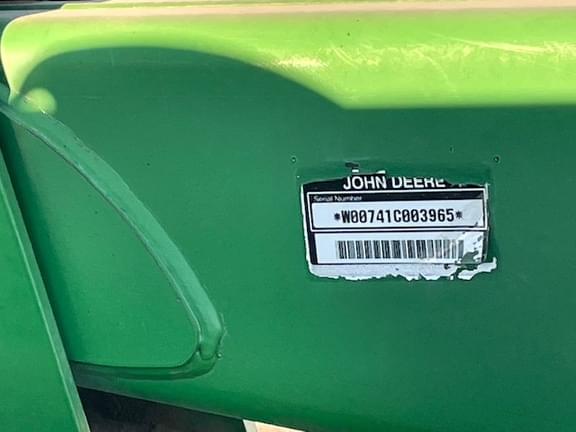 JOHN DEERE
Serial Number
*W00741C003965*